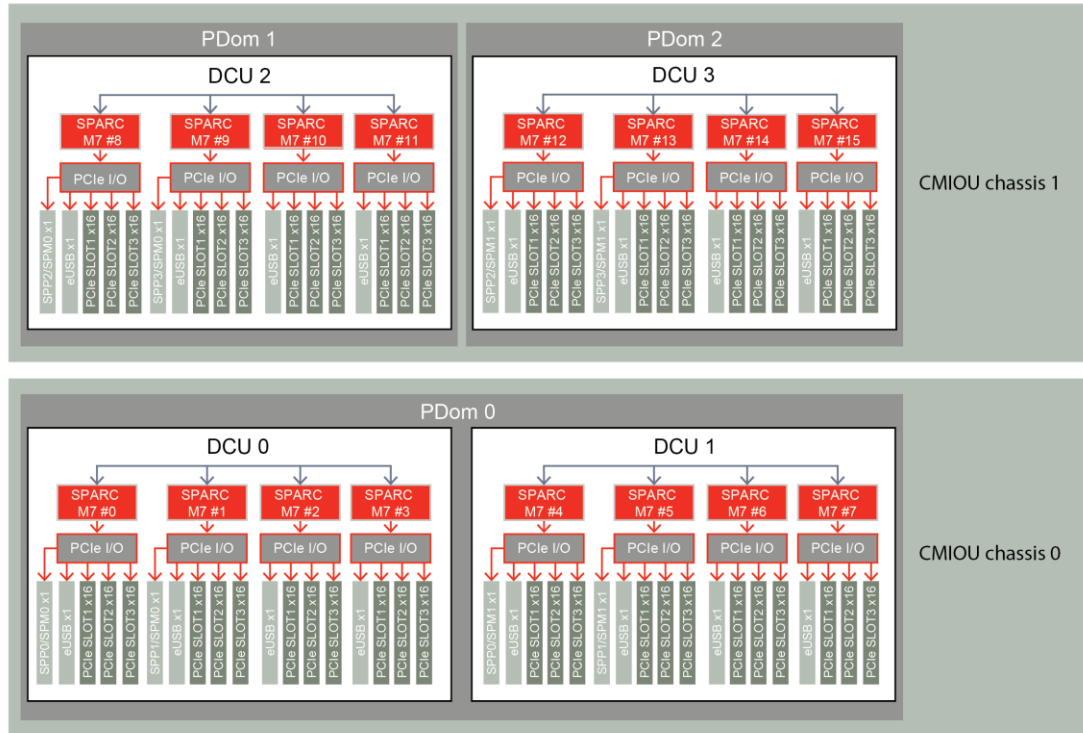 PDom 1
PDom 2
DCU 2
DCU 3
SPARC
M7 #8
SPARC
M7 #9
SPARC
M7 #10
SPARC
M7 #11
SPARC
M7 #12
SPARC
M7 #13
SPARC
M7 #14
SPARC
M7 #15
PCIe I/O
PCIe I/O
PCIe I/O
PCIe I/O
PCIe I/O
PCIe I/O
PCIe I/O
PCIe I/O
CMIOU chassis 1
SPP2/SPM0 x1
eUSB x1
PCIe SLOT1 x16
PCIe SLOT2 x16
PCIe SLOT3 x16
SPP3/SPM0 x1
eUSB x1
PCIe SLOT1 x16
PCIe SLOT2 x16
PCIe SLOT3 x16
eUSB x1
PCIe SLOT1 x16
PCIe SLOT2 x16
PCIe SLOT3 x16
eUSB x1
PCIe SLOT1 x16
PCIe SLOT2 x16
PCIe SLOT3 x16
SPP2/SPM1 x1
eUSB x1
PCIe SLOT1 x16
PCIe SLOT2 x16
PCIe SLOT3 x16
SPP3/SPM1 x1
eUSB x1
PCIe SLOT1 x16
PCIe SLOT2 x16
PCIe SLOT3 x16
eUSB x1
PCIe SLOT1 x16
PCIe SLOT2 x16
PCIe SLOT3 x16
eUSB x1
PCIe SLOT1 x16
PCIe SLOT2 x16
PCIe SLOT3 x16
PDom 0
DCU 0
DCU 1
SPARC
M7 #0
SPARC
M7 #1
SPARC
M7 #2
SPARC
M7 #3
SPARC
M7 #4
SPARC
M7 #5
SPARC
M7 #6
SPARC
M7 #7
PCIe I/O
PCIe I/O
PCIe I/O
PCIe I/O
PCIe I/O
PCIe I/O
PCIe I/O
PCIe I/O
CMIOU chassis 0
SPP0/SPM0 x1
eUSB x1
PCIe SLOT1 x16
PCIe SLOT2 x16
PCIe SLOT3 x16
SPP1/SPM0 x1
eUSB x1
PCIe SLOT1 x16
PCIe SLOT2 x16
PCIe SLOT3 x16
eUSB x1
PCIe SLOT1 x16
PCIe SLOT2 x16
PCIe SLOT3 x16
eUSB x1
PCIe SLOT1 x16
PCIe SLOT2 x16
PCIe SLOT3 x16
SPP0/SPM1 x1
eUSB x1
PCIe SLOT1 x16
PCIe SLOT2 x16
PCIe SLOT3 x16
SPP1/SPM1 x1
eUSB x1
PCIe SLOT1 x16
PCIe SLOT2 x16
PCIe SLOT3 x16
eUSB x1
PCIe SLOT1 x16
PCIe SLOT2 x16
PCIe SLOT3 x16
eUSB x1
PCIe SLOT1 x16
PCIe SLOT2 x16
PCIe SLOT3 x16